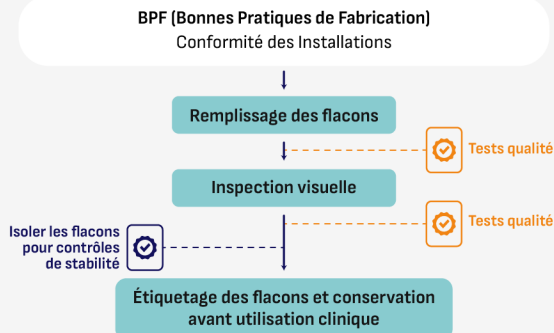 BPF (Bonnes Pratiques de Fabrication)
Conformité des Installations
Remplissage des flacons
Tests qualité
Inspection visuelle
Tests qualité
Isoler les flacons
pour contrôles
de stabilité
Étiquetage des flacons et conservation
avant utilisation clinique